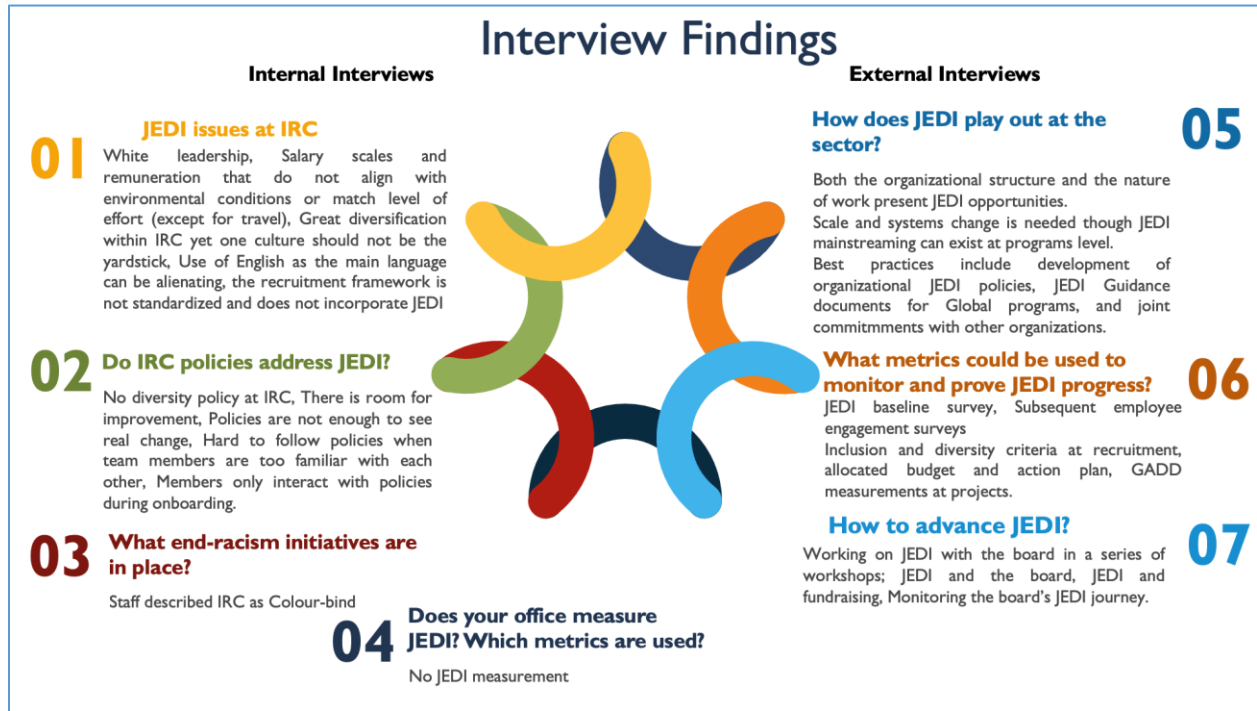 Interview Findings
Internal Interviews
01
JEDI issues at IRC
White leadership, Salary scales and
remuneration that do not align with
environmental conditions or match level of
effort (except for travel), Great diversification
within IRC yet one culture should not be the
yardstick, Use of English as the main language
can be alienating, the recruitment framework is
not standardized and does not incorporate JEDI
02
Do IRC policies address JEDI?
No diversity policy at IRC, There is room for
improvement, Policies are not enough to see
real change, Hard to follow policies when
team members are too familiar with each
other, Members only interact with policies
during onboarding.
03
What end-racism initiatives are
in place?
Staff described IRC as Colour-bind
04
Does your office measure
JEDI? Which metrics are used?
No JEDI measurement
External Interviews
05
How does JEDI play out at the
sector?
Both the organizational structure and the nature
of work present JEDI opportunities.
Scale and systems change is needed though JEDI
mainstreaming can exist at programs level.
Best practices include development of
organizational JEDI policies, JEDI Guidance
documents for Global programs, and joint
commitmments with other organizations.
06
What metrics could be used to
monitor and prove JEDI progress?
JEDI baseline survey, Subsequent employee
engagement surveys
Inclusion and diversity criteria at recruitment,
allocated budget and action plan, GADD
measurements at projects.
07
How to advance JEDI?
Working on JEDI with the board in a series of
workshops; JEDI and the board, JEDI and
fundraising, Monitoring the board's JEDI journey.